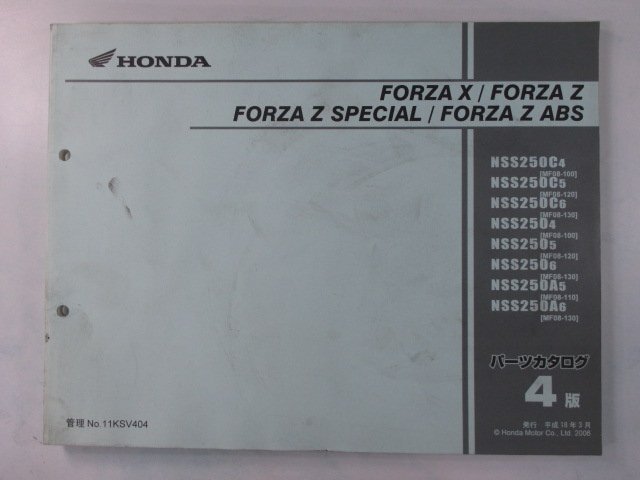 HONDA
FORZA X / FORZA Z
FORZA Z SPECIAL / FORZA Z ABS
NSS250C4
[MF08-100]
NSS250C5
[MF08-120]
NSS250C6
[MF08-130]
NSS2504
[MF08-100]
NSS2505
[MF08-120]
NSS2506
[MF08-130]
NSS250A5
[MF08-110]
NSS250A6
[MF08-130]
パーツカタログ
4版
発行 平成18年3月
© Honda Motor Co., Ltd. 2006
管理 No.11KSV404